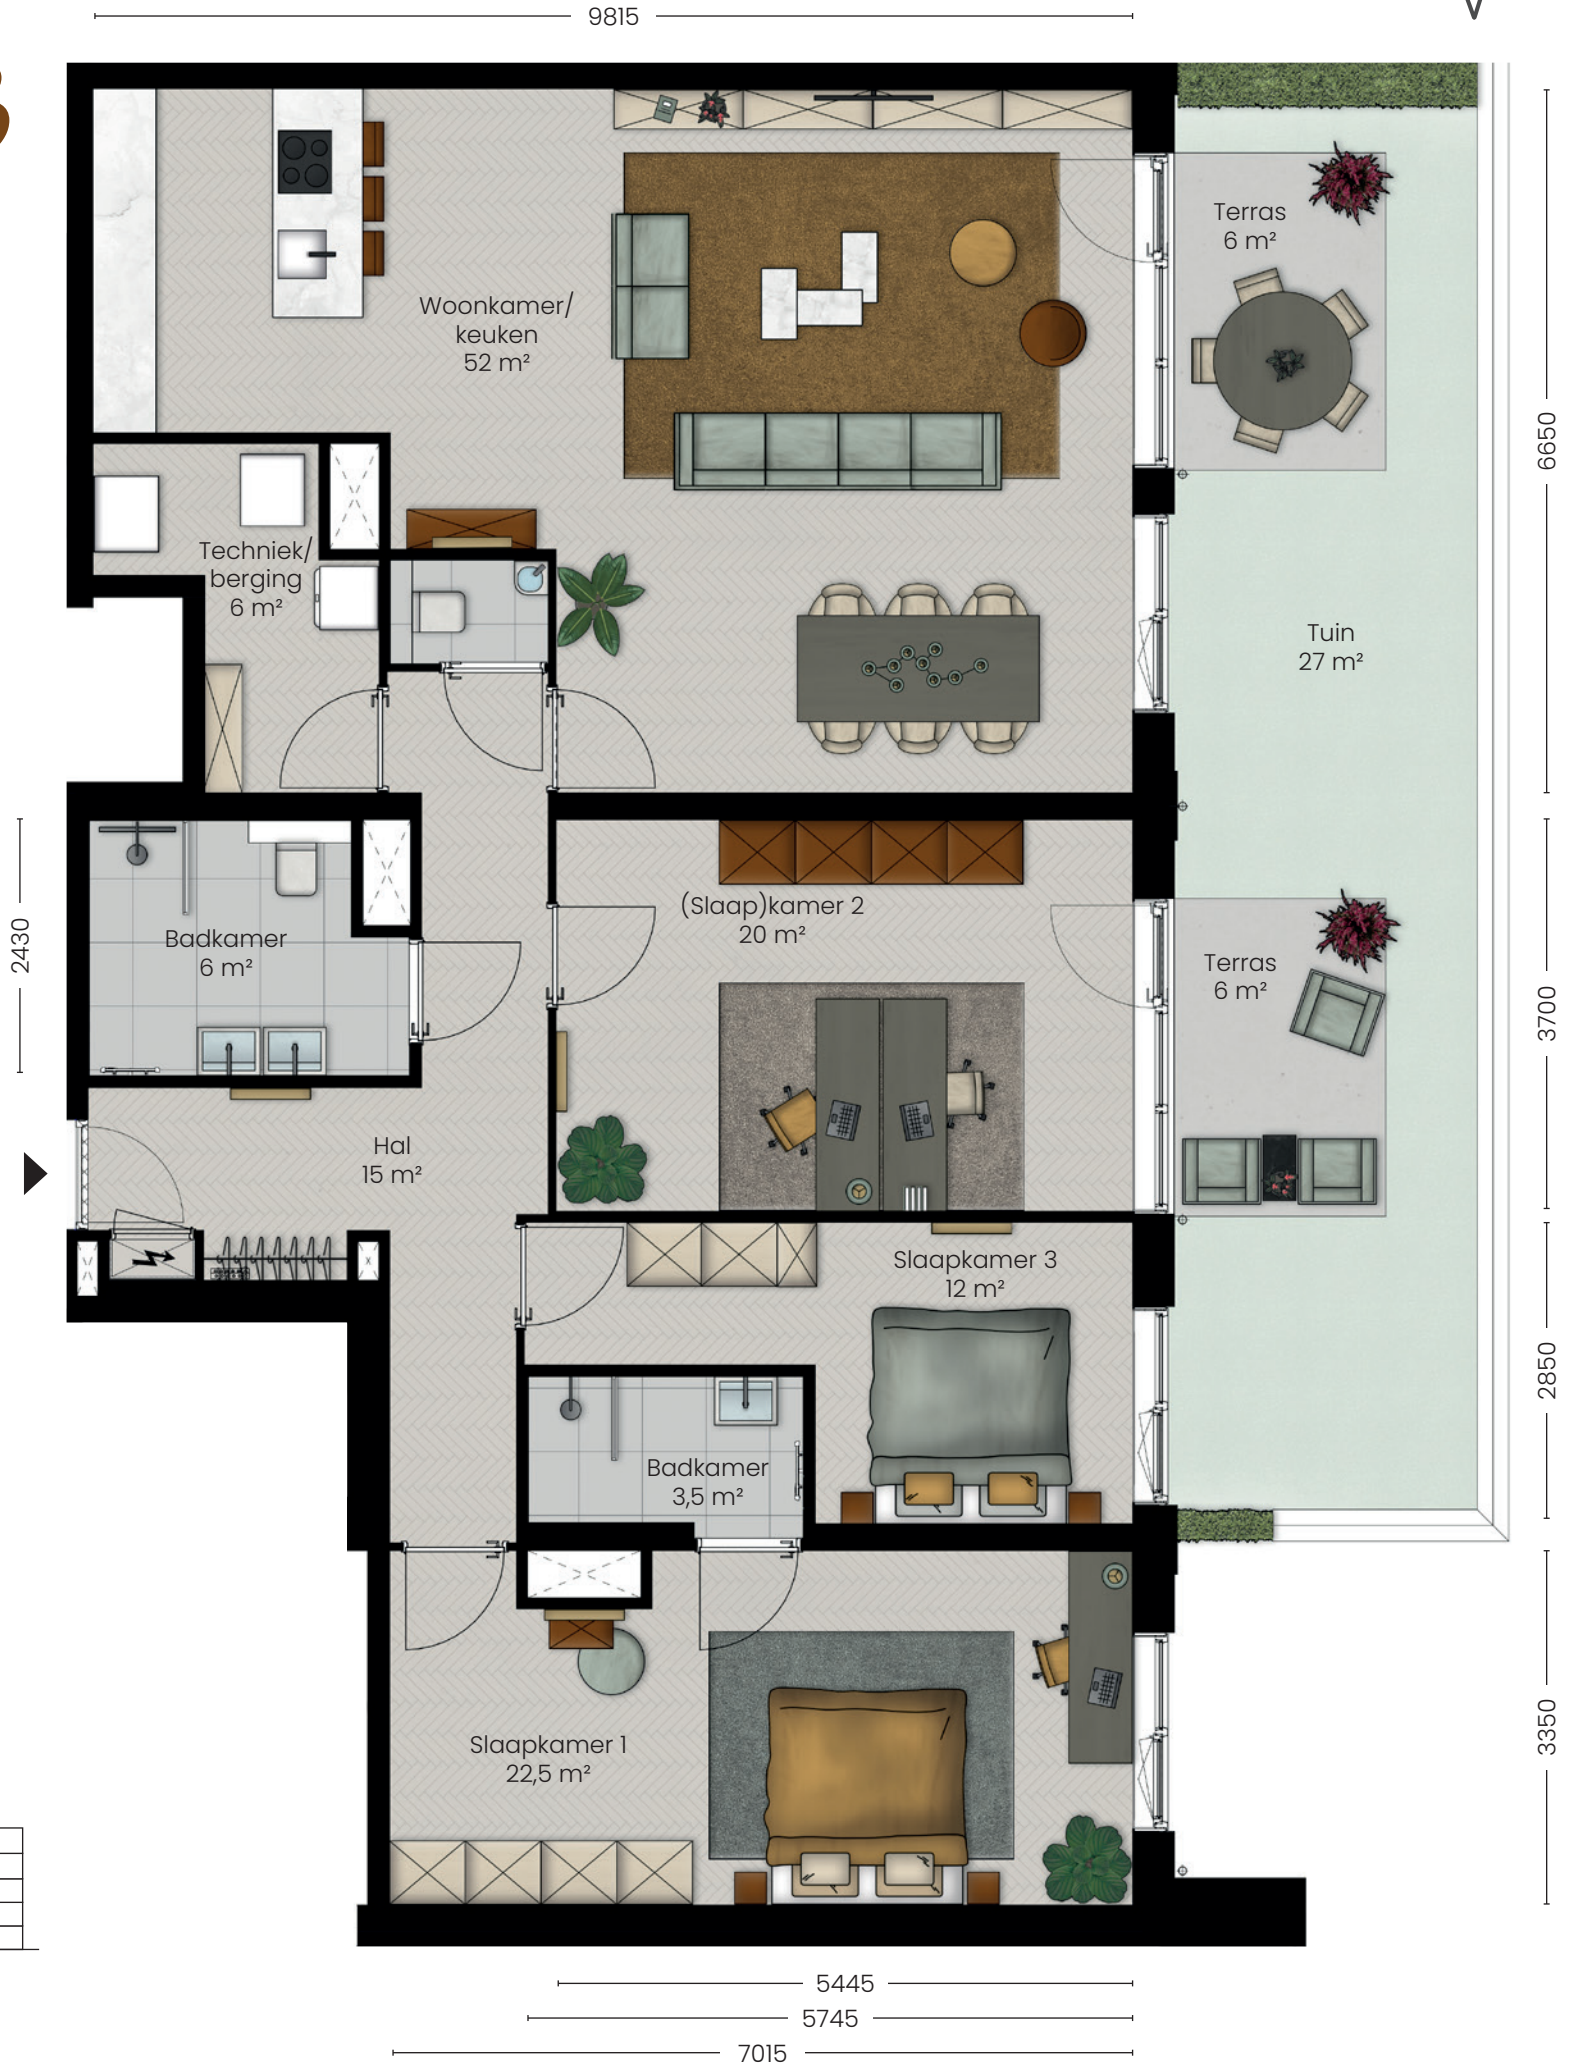 9815
Terras
6 m²
Woonkamer/
keuken
52 m²
6650
Techniek/
berging
6 m²
Tuin
27 m²
(Slaap)kamer 2
20 m²
Badkamer
6 m²
2430
Terras
6 m²
3700
Hal
15 m²
Slaapkamer 3
12 m²
2850
Badkamer
3,5 m²
Slaapkamer 1
22,5 m²
3350
5445
5745
7015